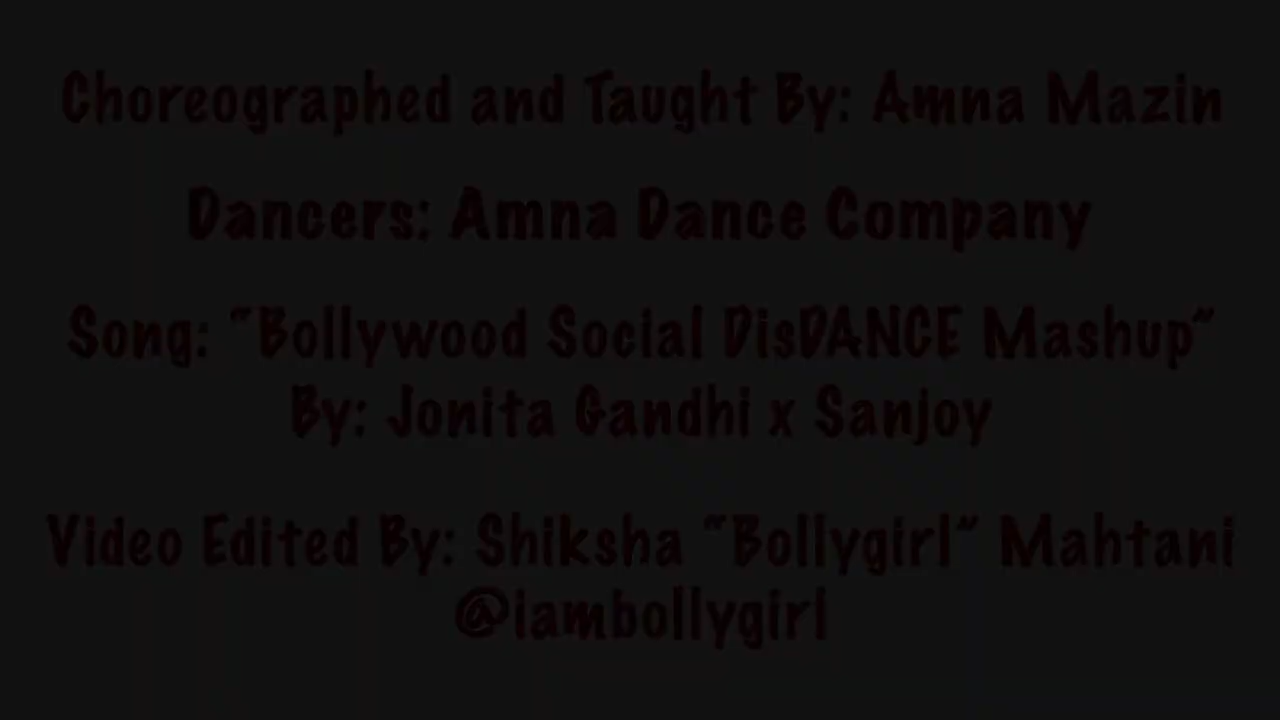 Choreographed and Taught By: Amna Mazin
Dancers: Amna Dance Company
Song: “Bollywood Social DisDANCE Mashup”
By: Jonita Gandhi x Sanjoy
Video Edited By: Shiksha “Bollygirl” Mahtani
@iambollygirl